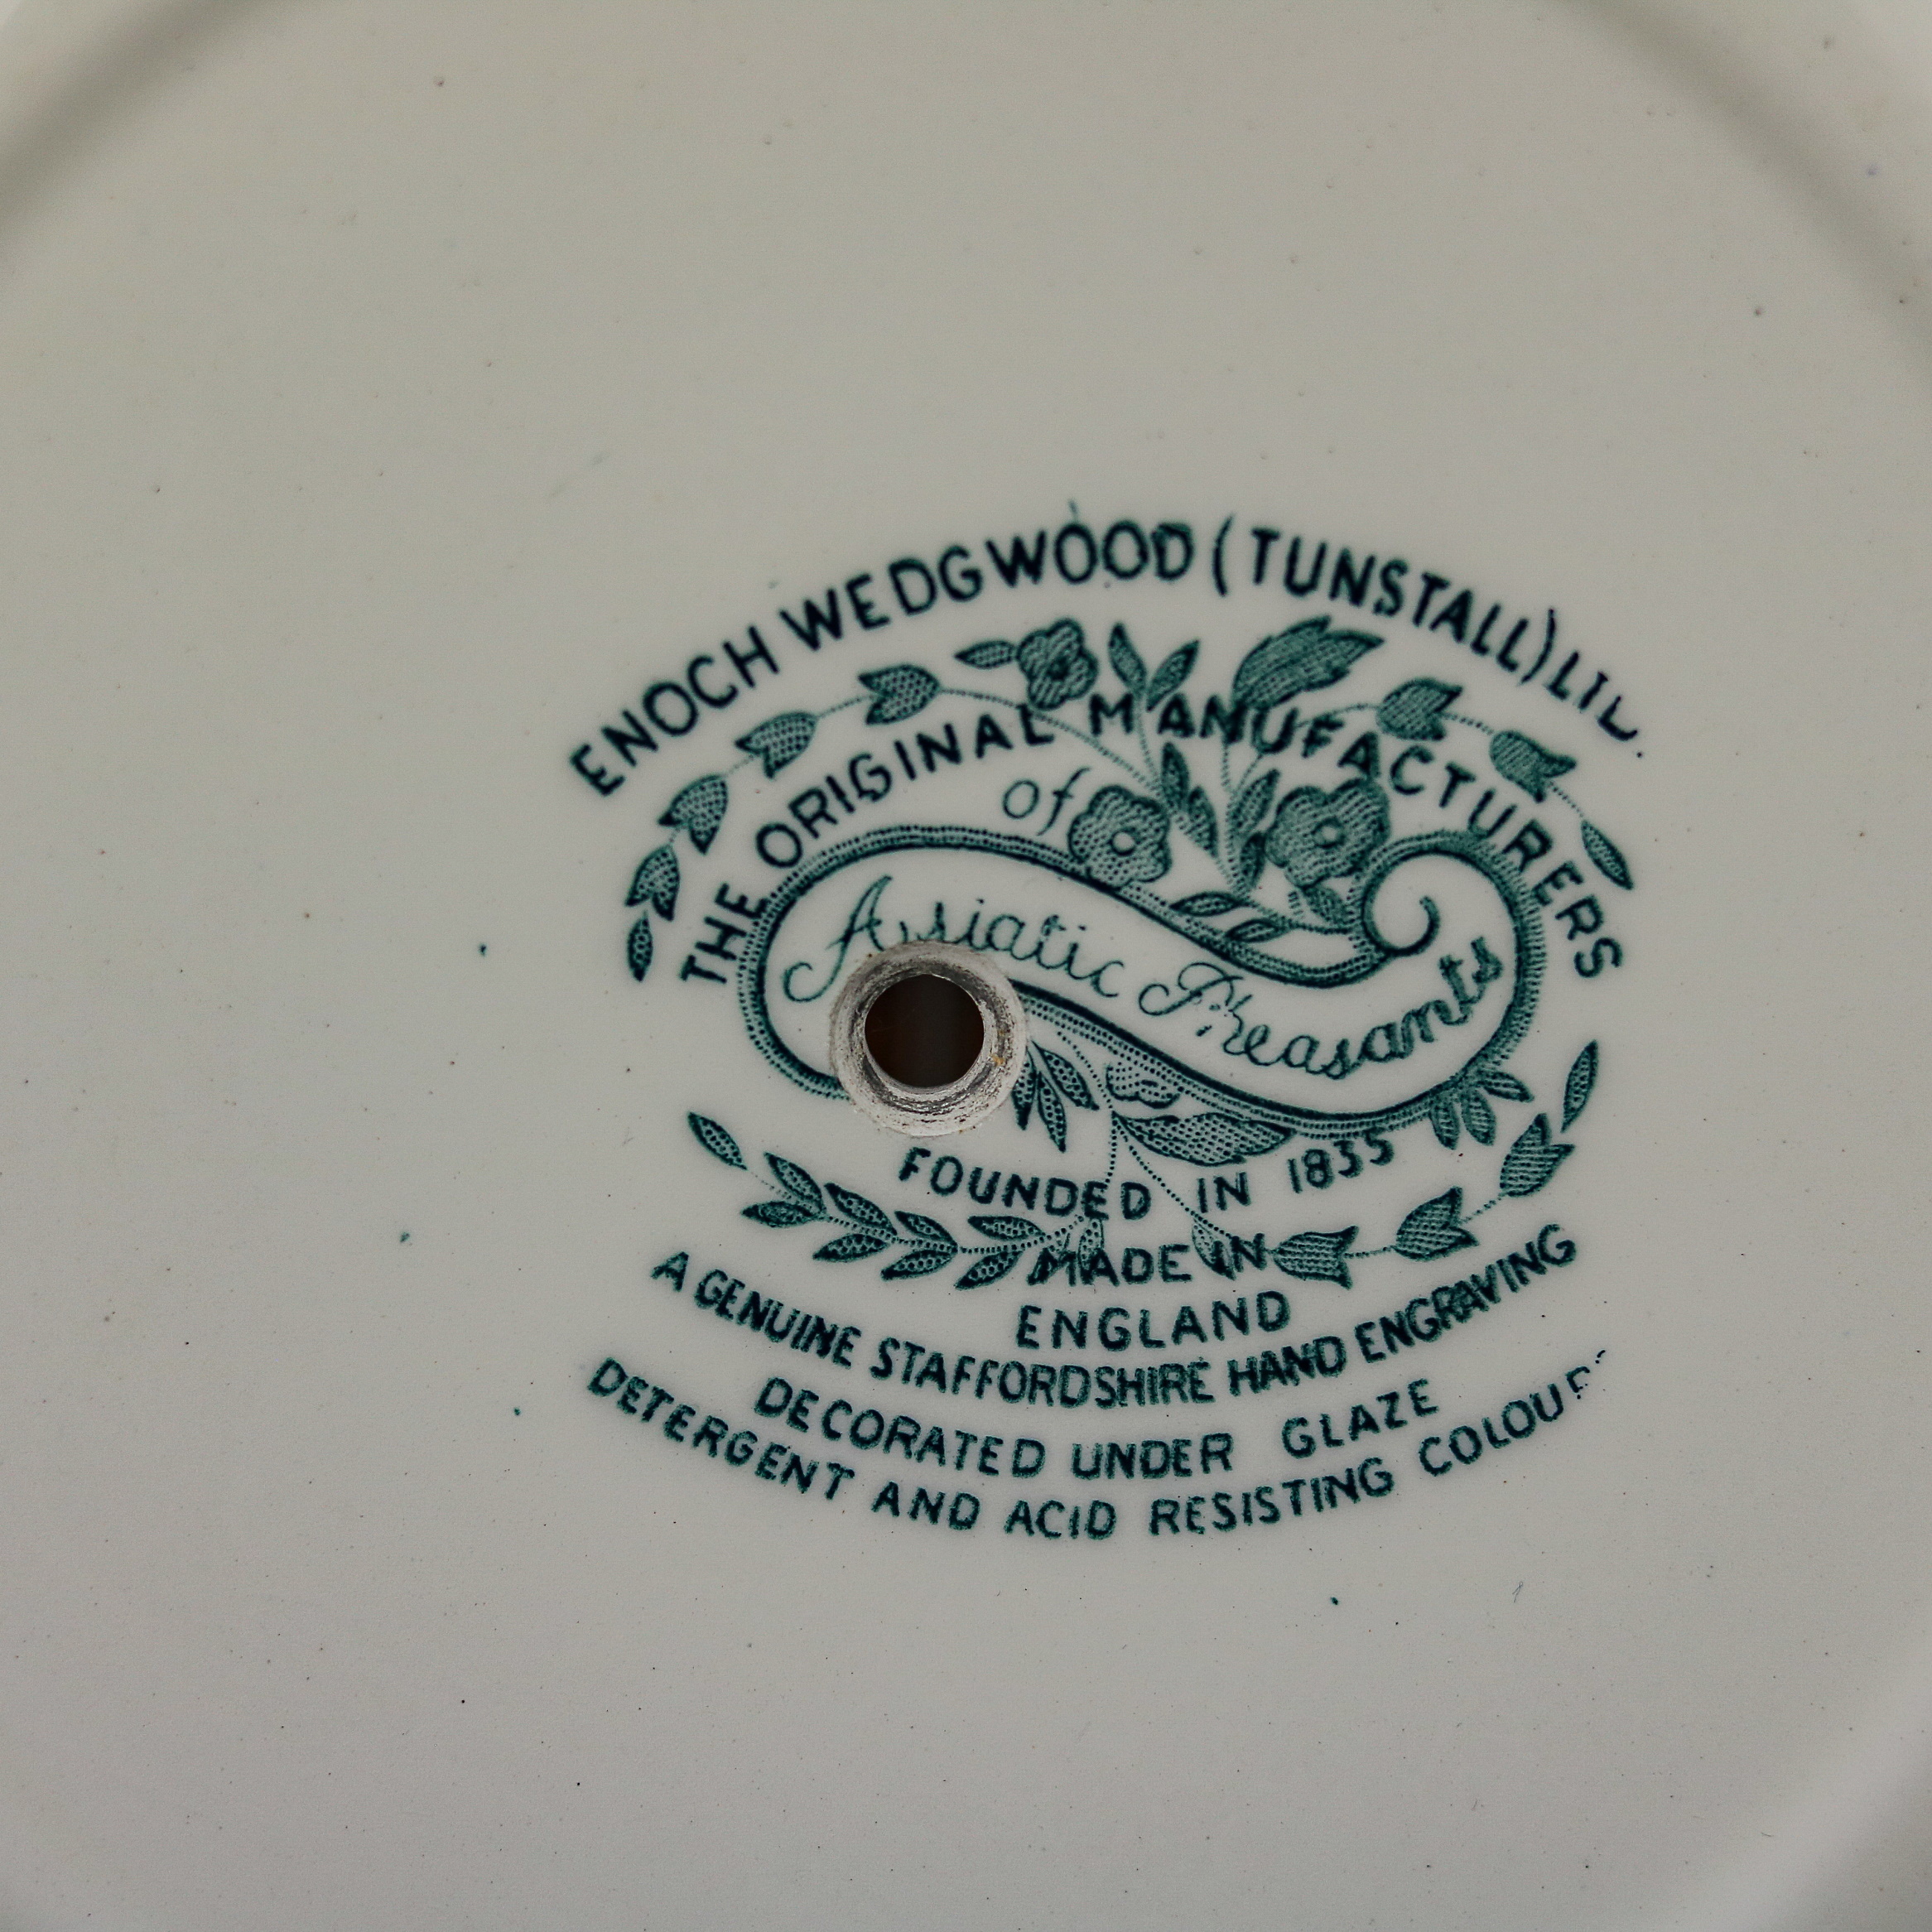 ENOCH WEDGWOOD (TUNSTALL) LTD.
THE ORIGINAL MANUFACTURERS
of
Asiatic Pheasants
FOUNDED IN 1835
MADE IN
ENGLAND
A GENUINE STAFFORDSHIRE HAND ENGRAVING
DECORATED UNDER GLAZE
DETERGENT AND ACID RESISTING COLOURS